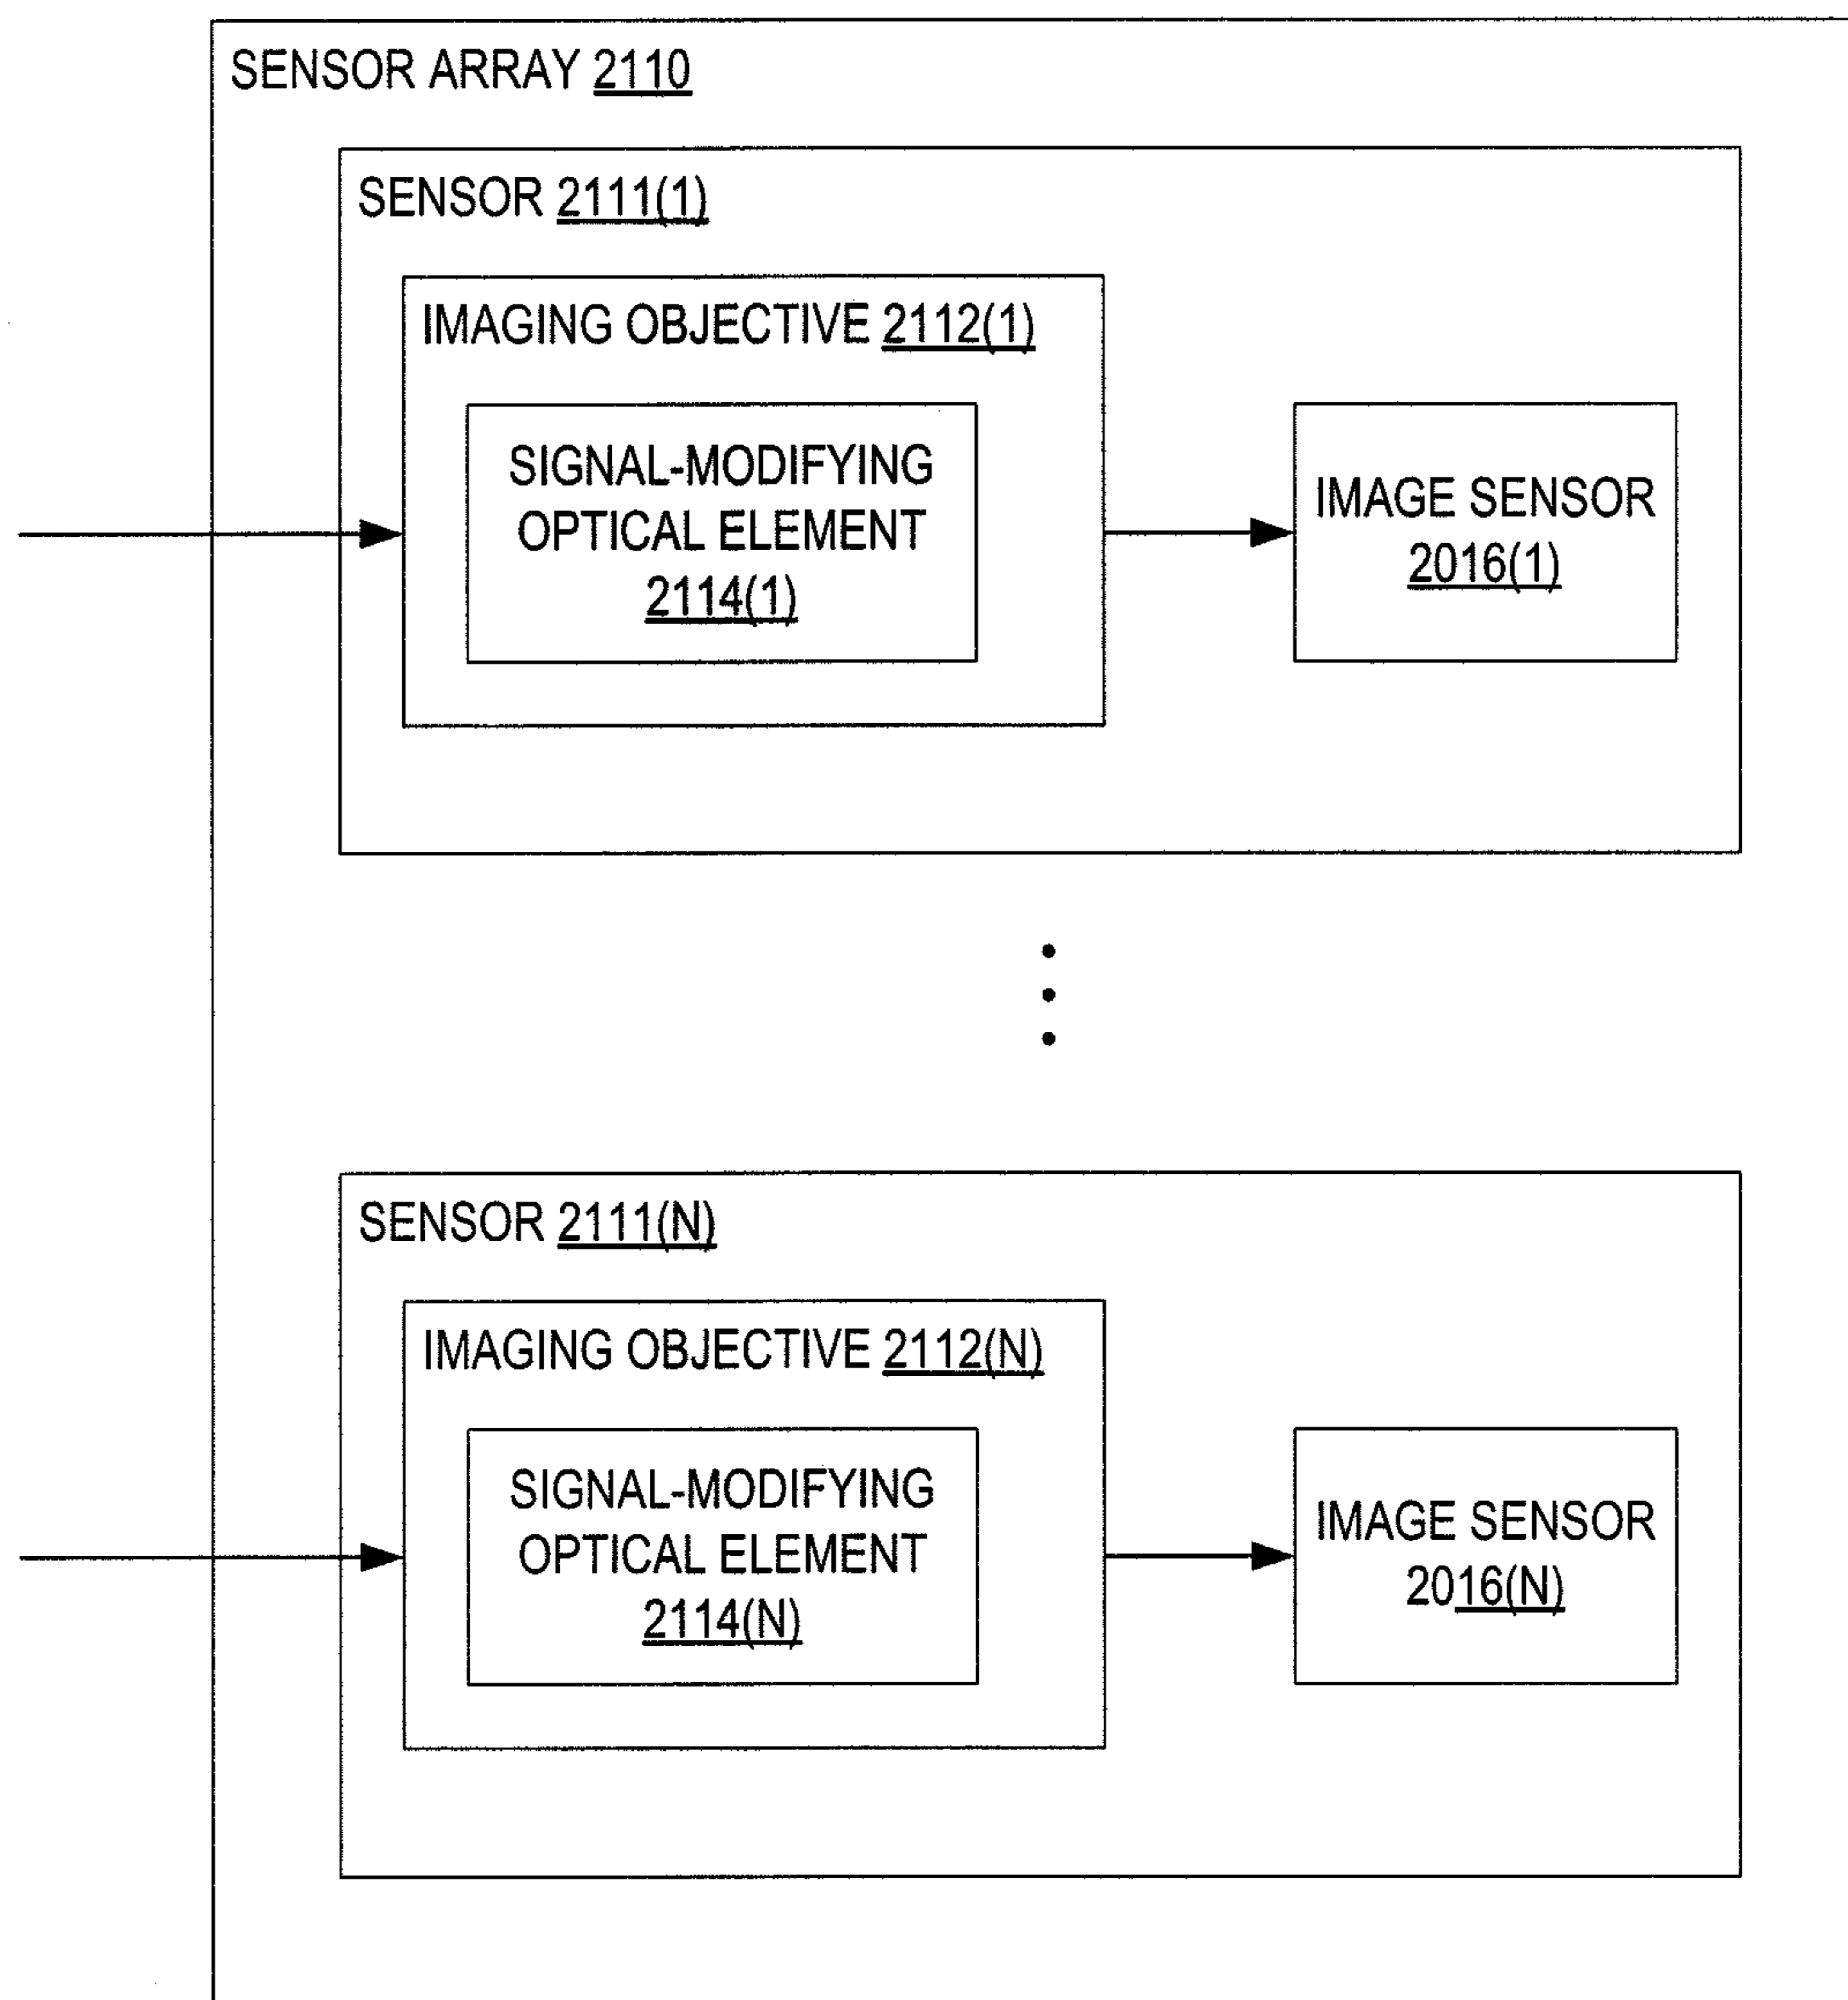 SENSOR ARRAY 2110
SENSOR 2111(1)
IMAGING OBJECTIVE 2112(1)
SIGNAL-MODIFYING
OPTICAL ELEMENT
2114(1)
IMAGE SENSOR
2016(1)
SENSOR 2111(N)
IMAGING OBJECTIVE 2112(N)
SIGNAL-MODIFYING
OPTICAL ELEMENT
2114(N)
IMAGE SENSOR
2016(N)